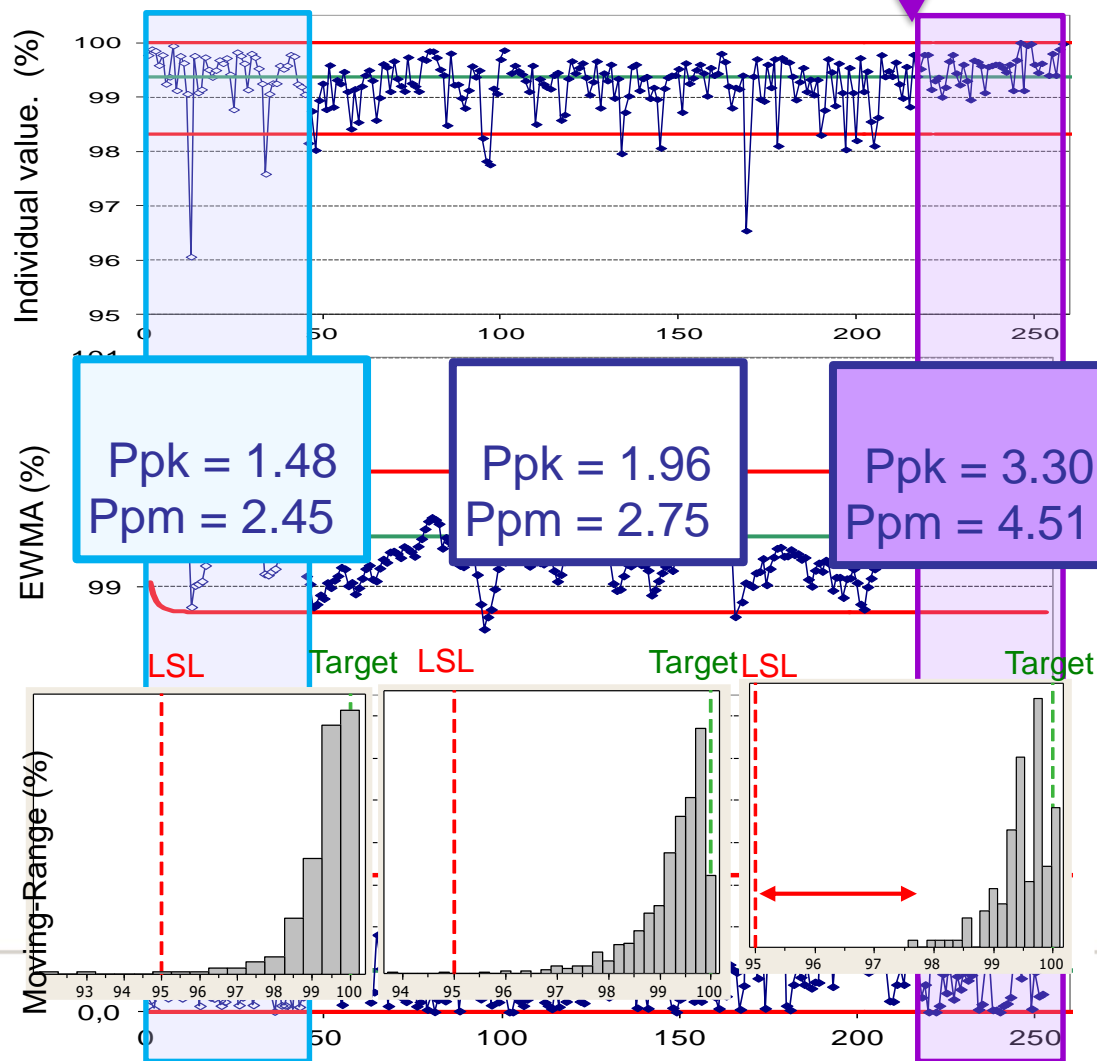 Individual value. (%)
100
99
98
97
96
95
0 50 100 150 200 250
101
EWMA (%)
99
Ppk = 1.48
Ppm = 2.45
Ppk = 1.96
Ppm = 2.75
Ppk = 3.30
Ppm = 4.51
LSL Target LSL Target LSL Target
Moving-Range (%)
93 94 95 96 97 98 99 100
94 95 96 97 98 99 100
95 96 97 98 99 100
0,0
50 100 150 200 250